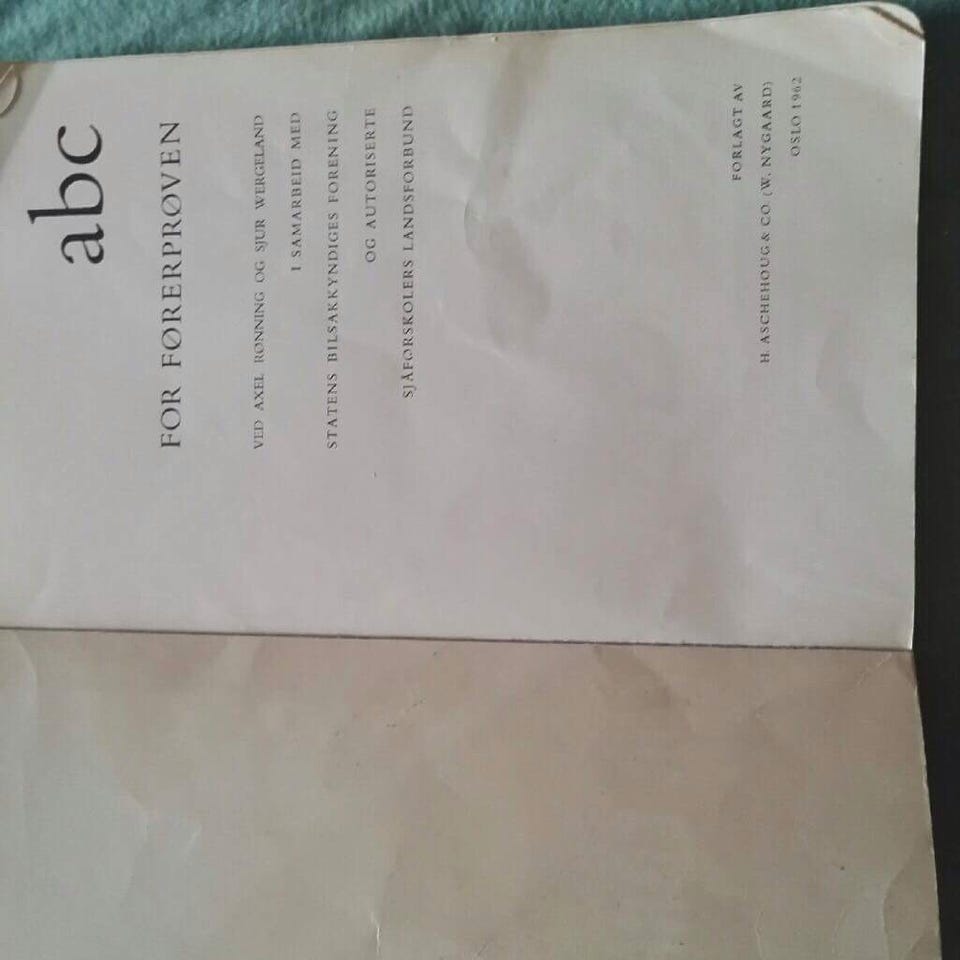 abc
FOR FØRERPRØVEN
VED AXEL RØNNING OG SJUR WERGELAND
I SAMARBEID MED
STATENS BILSAKKYNDIGES FORENING
OG AUTORISERTE
SJÅFØRSKOLERS LANDSFORBUND
FORLAGT AV
H. ASCHEHOUG & CO. (W. NYGAARD)
OSLO 1962